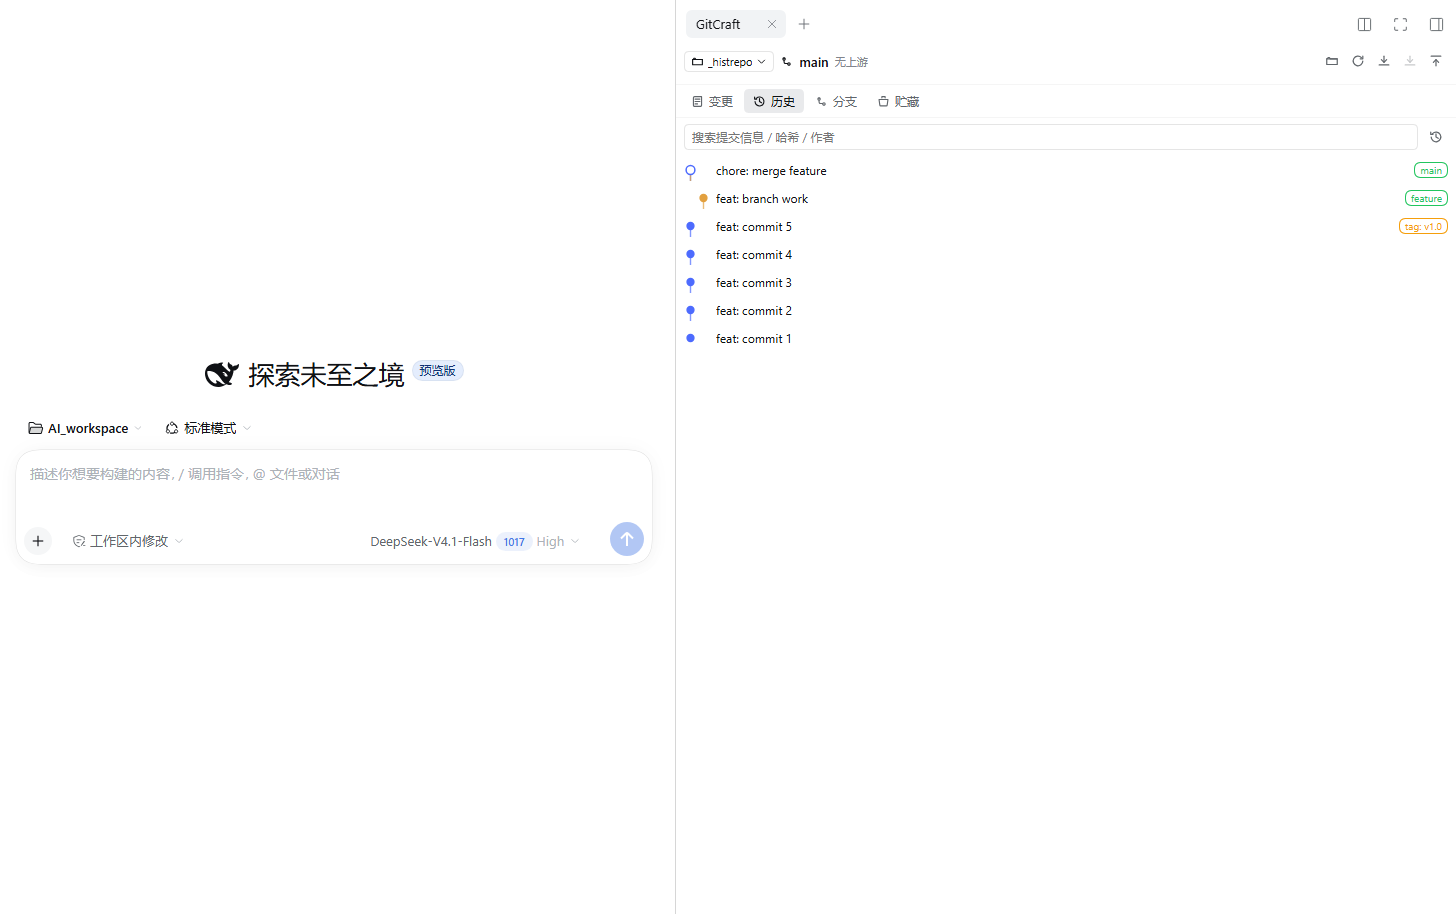 探索未至之境 预览版
AI_workspace 标准模式
描述你想要构建的内容, / 调用指令, @ 文件或对话
工作区内修改 DeepSeek-V4.1-Flash 1017 High
GitCraft
_histrepo main 无上游
变更 历史 分支 贮藏
搜索提交信息 / 哈希 / 作者
chore: merge feature main
feat: branch work feature
feat: commit 5 tag: v1.0
feat: commit 4
feat: commit 3
feat: commit 2
feat: commit 1